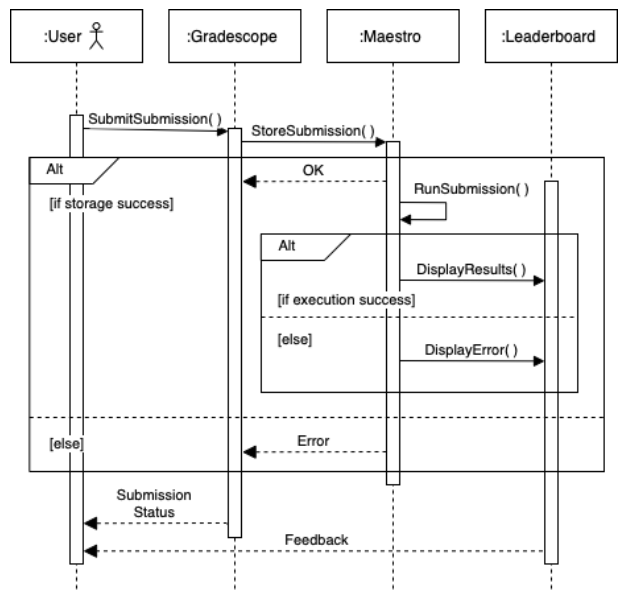 :User
:Gradescope
:Maestro
:Leaderboard
SubmitSubmission( )
StoreSubmission( )
Alt
OK
RunSubmission( )
[if storage success]
Alt
DisplayResults( )
[if execution success]
[else]
DisplayError( )
[else]
Error
Submission
Status
Feedback